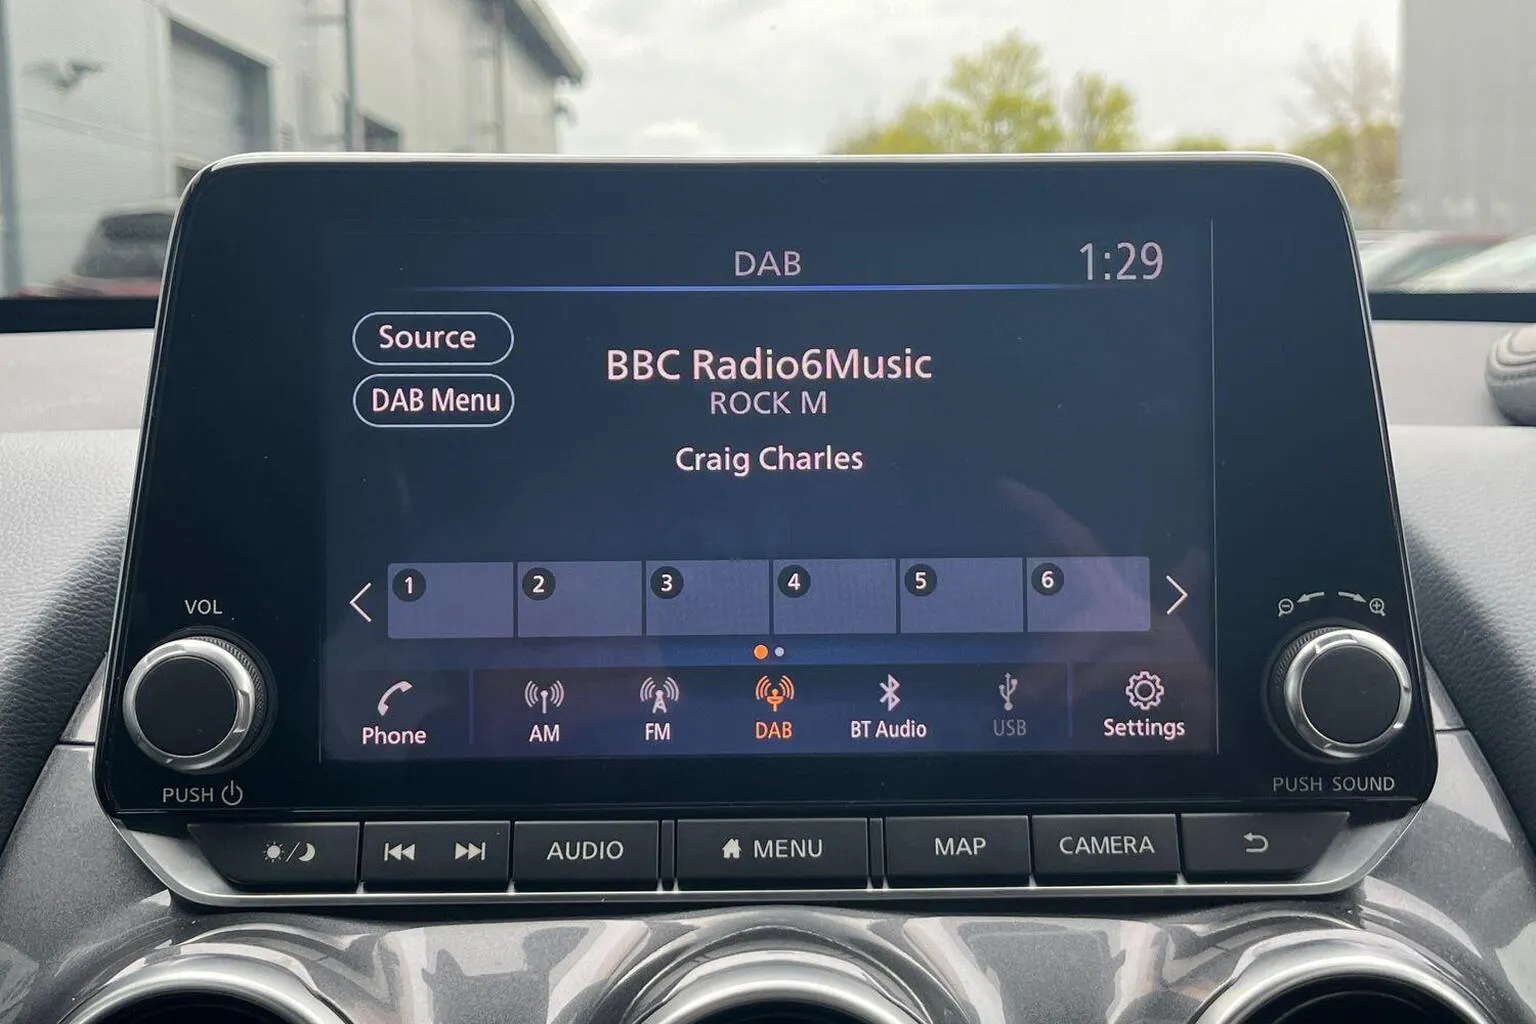 DAB
1:29
Source
DAB Menu
BBC Radio6Music
ROCK M
Craig Charles
1 2 3 4 5 6
VOL
PUSH
Phone
AM
FM
DAB
BT Audio
USB
Settings
PUSH SOUND
AUDIO
MENU
MAP
CAMERA